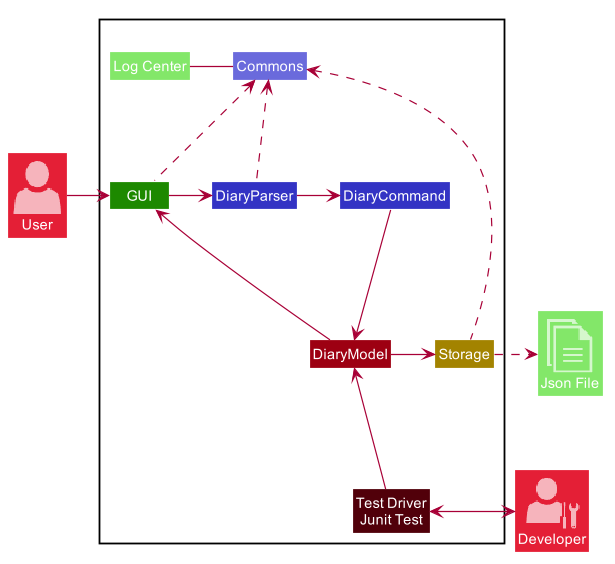 Log Center
Commons
User
GUI
DiaryParser
DiaryCommand
DiaryModel
Storage
Json File
Test Driver
Junit Test
Developer